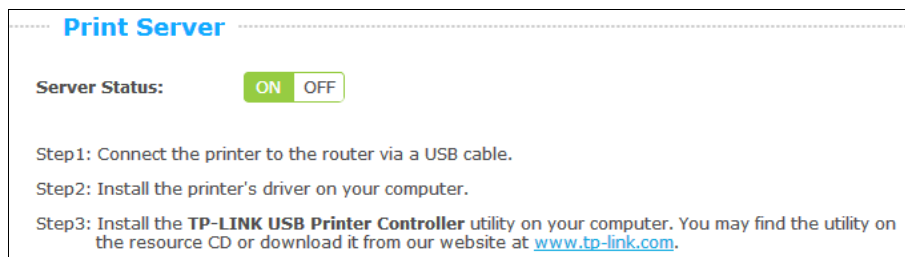 Print Server
Server Status: ON OFF
Step1: Connect the printer to the router via a USB cable.
Step2: Install the printer's driver on your computer.
Step3: Install the TP-LINK USB Printer Controller utility on your computer. You may find the utility on
the resource CD or download it from our website at www.tp-link.com.